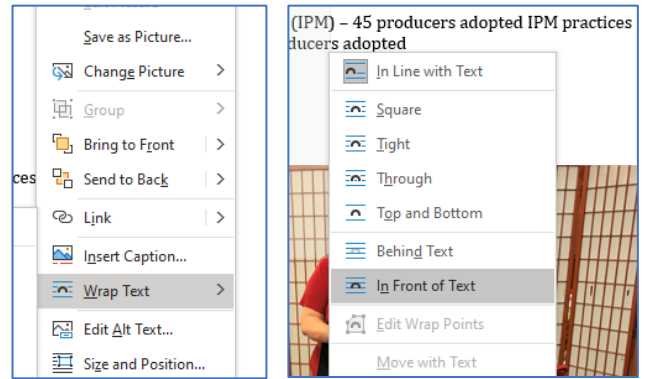 Save as Picture...
Change Picture
Group
Bring to Front
ces
Send to Back
Link
Insert Caption...
Wrap Text
Edit Alt Text...
Size and Position...
(IPM) – 45 producers adopted IPM practices
ducers adopted
In Line with Text
Square
Tight
Through
Top and Bottom
Behind Text
In Front of Text
Edit Wrap Points
Move with Text